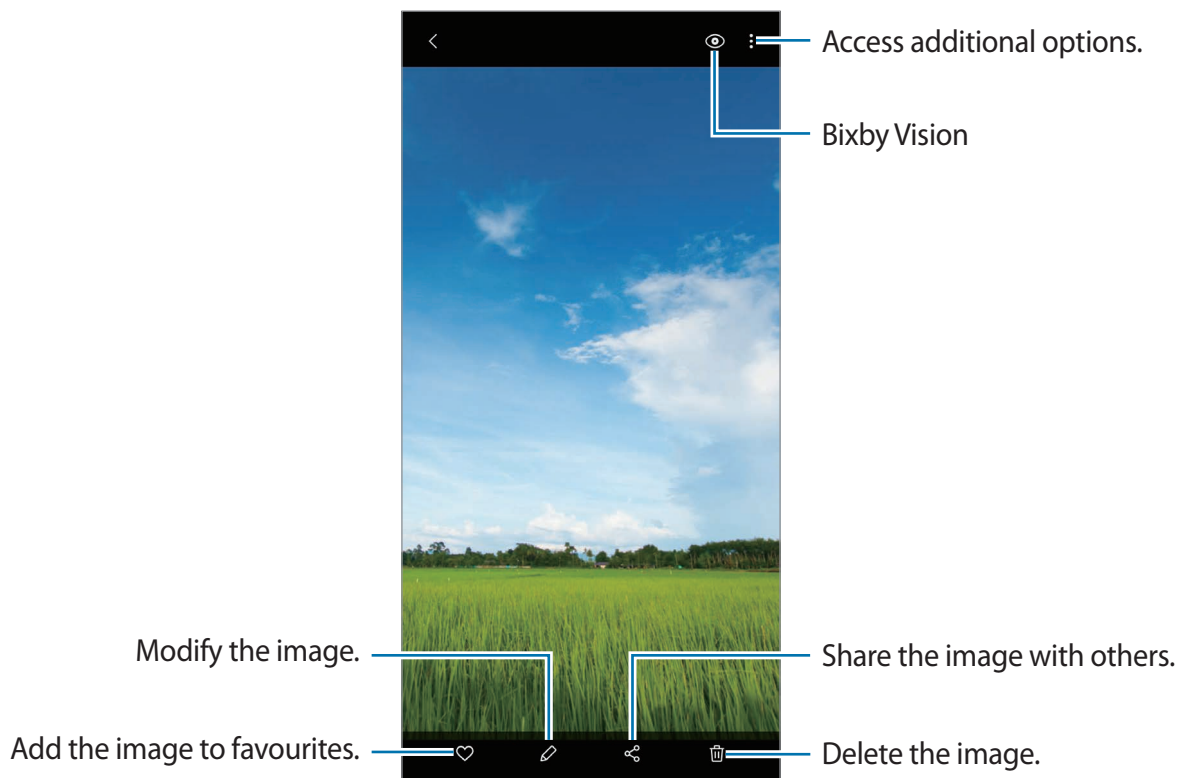 Access additional options.
Bixby Vision
Modify the image.
Share the image with others.
Add the image to favourites.
Delete the image.